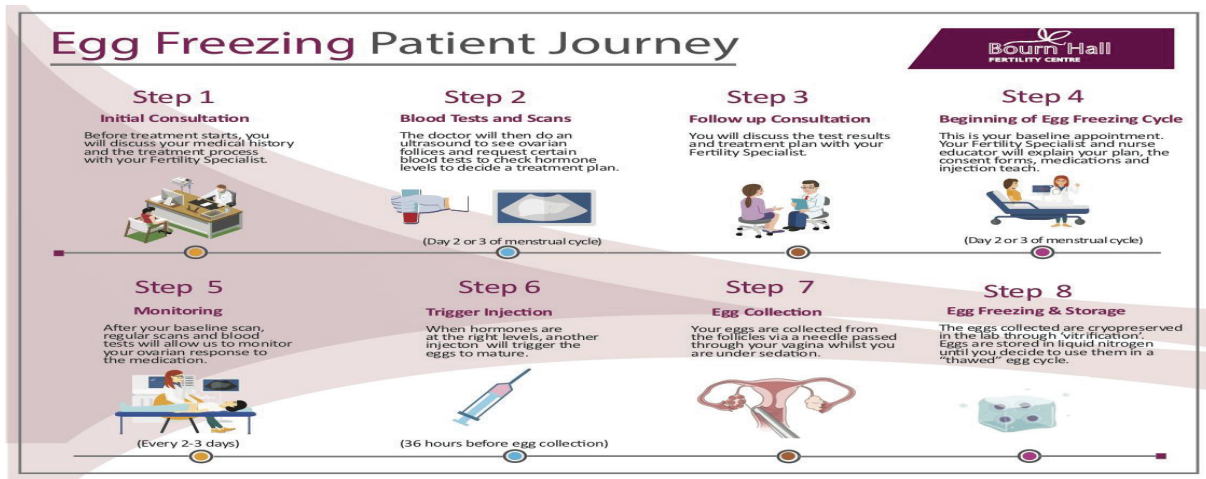 Egg Freezing Patient Journey
Bourn Hall
FERTILITY CENTRE
Step 1
Initial Consultation
Before treatment starts, you
will discuss your medical history
and the treatment process
with your Fertility Specialist.
Step 2
Blood Tests and Scans
The doctor will then do an
ultrasound to see ovarian
follices and request certain
blood tests to check hormone
levels to decide a treatment plan.
(Day 2 or 3 of menstrual cycle)
Step 3
Follow up Consultation
You will discuss the test results
and treatment plan with your
Fertility Specialist.
Step 4
Beginning of Egg Freezing Cycle
This is your baseline appointment.
Your Fertility Specialist and nurse
educator will explain your plan, the
consent forms, medications and
injection teach.
(Day 2 or 3 of menstrual cycle)
Step 5
Monitoring
After your baseline scan,
regular scans and blood
tests will allow us to monitor
your ovarian response to
the medication.
(Every 2-3 days)
Step 6
Trigger Injection
When hormones are
at the right levels, another
injecton will trigger the
eggs to mature.
(36 hours before egg collection)
Step 7
Egg Collection
Your eggs are collected from
the follicles via a needle passed
through your vagina whilst you
are under sedation.
Step 8
Egg Freezing & Storage
The eggs collected are cryopreserved
in the lab through 'vitrification'.
Eggs are stored in liquid nitrogen
until you decide to use them in a
"thawed" egg cycle.